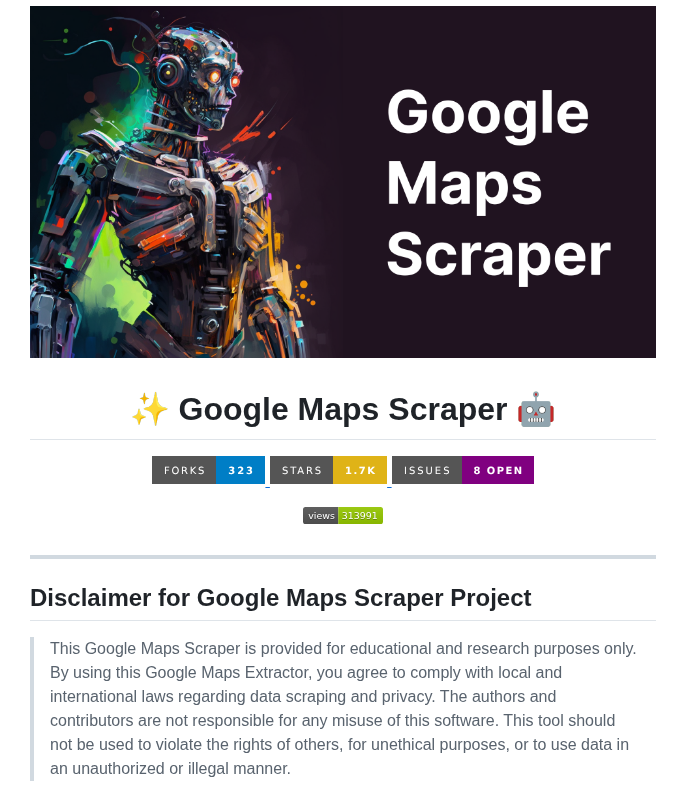 Google
Maps
Scraper
✨ Google Maps Scraper 🤖
FORKS 323 STARS 1.7K ISSUES 8 OPEN
views 313991
Disclaimer for Google Maps Scraper Project
This Google Maps Scraper is provided for educational and research purposes only.
By using this Google Maps Extractor, you agree to comply with local and
international laws regarding data scraping and privacy. The authors and
contributors are not responsible for any misuse of this software. This tool should
not be used to violate the rights of others, for unethical purposes, or to use data in
an unauthorized or illegal manner.